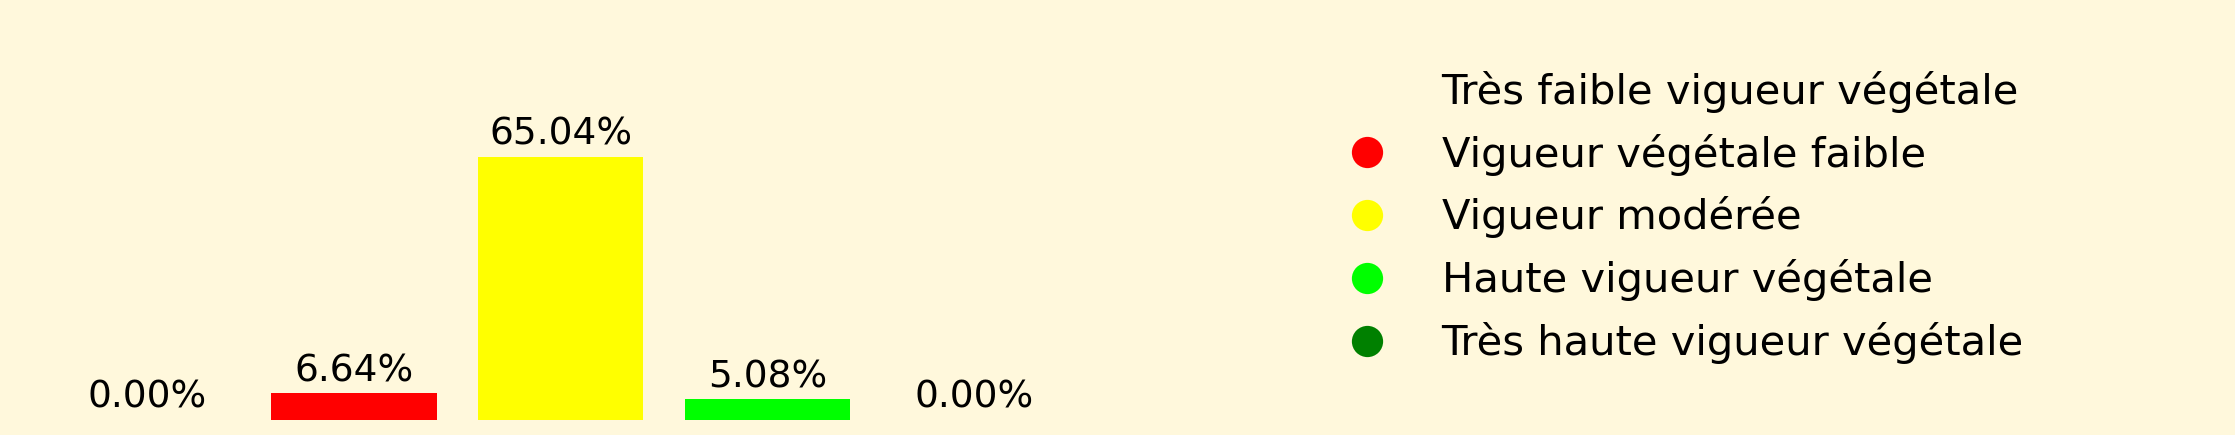 0.00%
6.64%
65.04%
5.08%
0.00%
Très faible vigueur végétale
Vigueur végétale faible
Vigueur modérée
Haute vigueur végétale
Très haute vigueur végétale